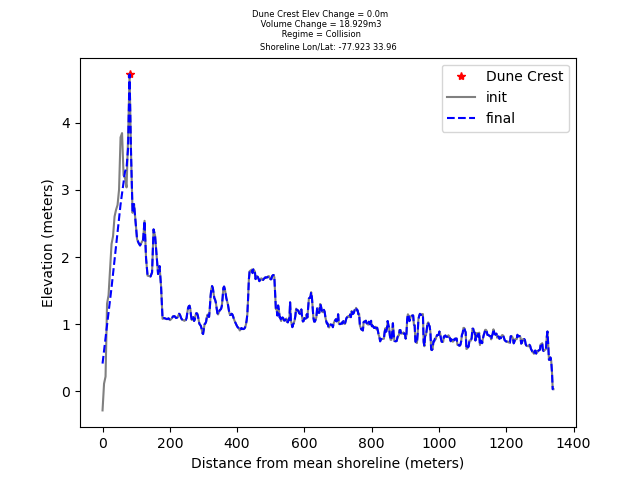 Dune Crest Elev Change = 0.0m
Volume Change = 18.929m3
Regime = Collision
Shoreline Lon/Lat: -77.923 33.96
Dune Crest
init
final
Elevation (meters)
4
3
2
1
0
0 200 400 600 800 1000 1200 1400
Distance from mean shoreline (meters)